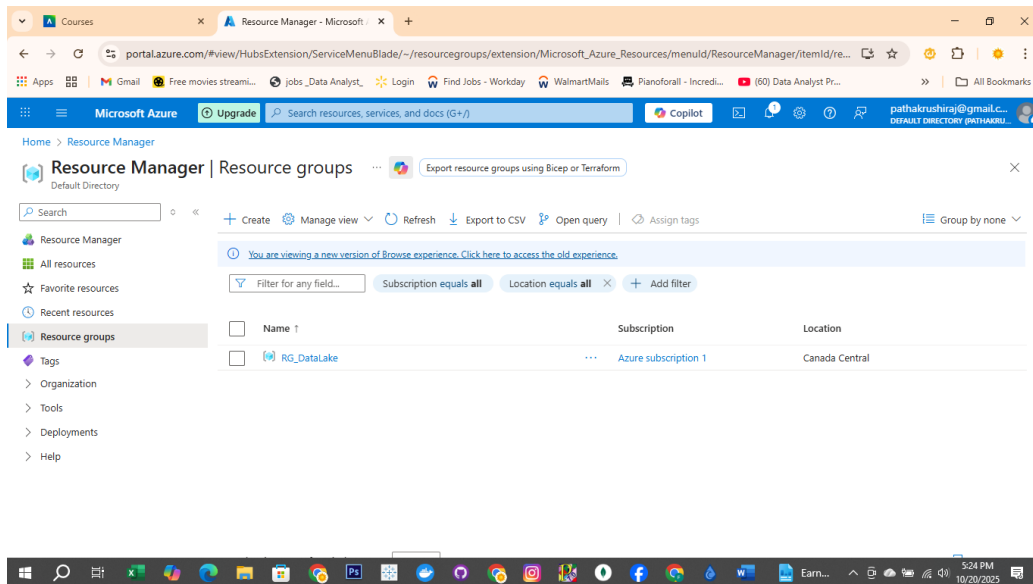 Courses
Resource Manager - Microsoft A
portal.azure.com/#view/HubsExtension/ServiceMenuBlade/~/resourcegroups/extension/Microsoft_Azure_Resources/menuId/ResourceManager/itemId/re...
Apps Gmail Free movies streami... jobs _Data Analyst_ Login Find Jobs - Workday WalmartMails Pianoforall - Incredi... (60) Data Analyst Pr... » All Bookmarks
Microsoft Azure Upgrade Search resources, services, and docs (G+/) Copilot 1 pathakrushiraj@gmail.c...
DEFAULT DIRECTORY (PATHAKRU...
Home > Resource Manager
Resource Manager | Resource groups ... Export resource groups using Bicep or Terraform
Default Directory
Search
Create Manage view Refresh Export to CSV Open query Assign tags Group by none
Resource Manager
You are viewing a new version of Browse experience. Click here to access the old experience.
All resources
Filter for any field... Subscription equals all Location equals all Add filter
Favorite resources
Recent resources
Resource groups
Name ↑ Subscription Location
Tags
RG_DataLake ... Azure subscription 1 Canada Central
Organization
Tools
Deployments
Help
Ps
Earn... 5:24 PM
10/20/2025